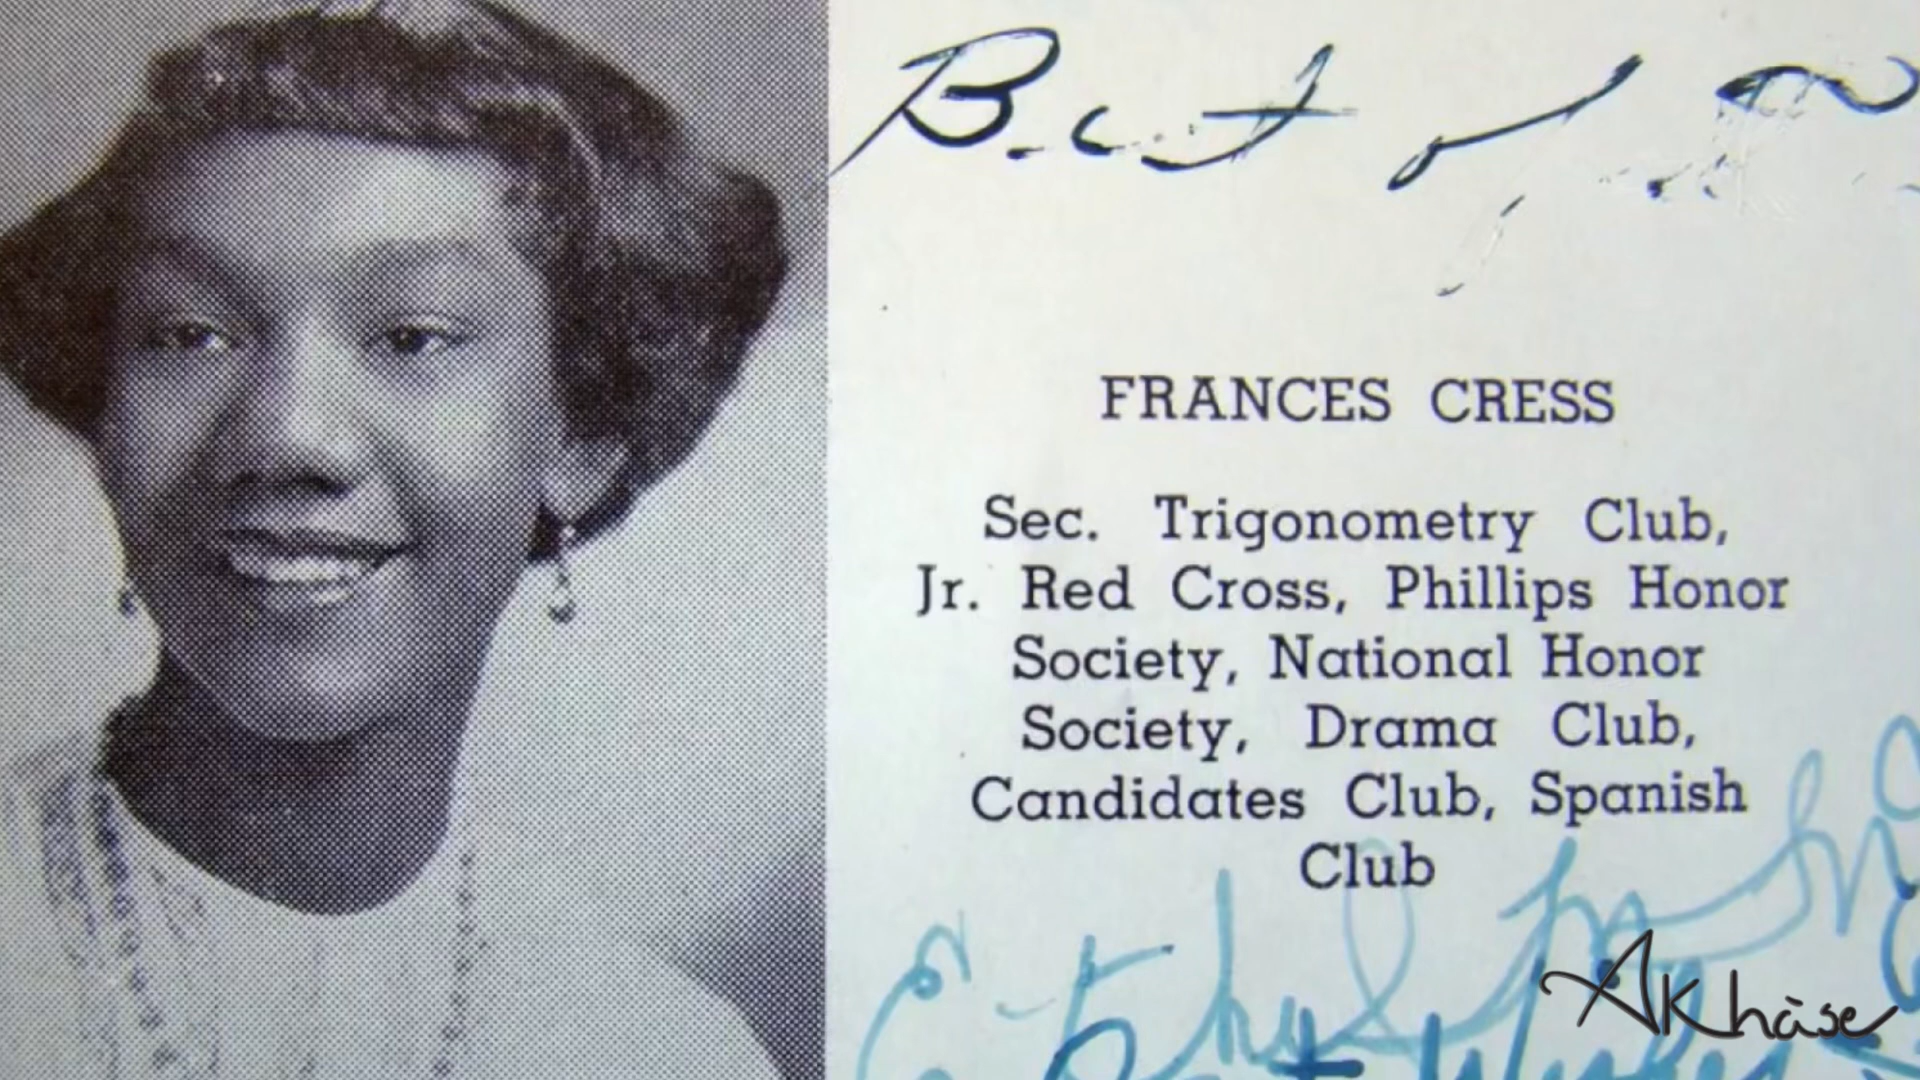 FRANCES CRESS
Sec. Trigonometry Club,
Jr. Red Cross, Phillips Honor
Society, National Honor
Society, Drama Club,
Candidates Club, Spanish
Club
AKhàse